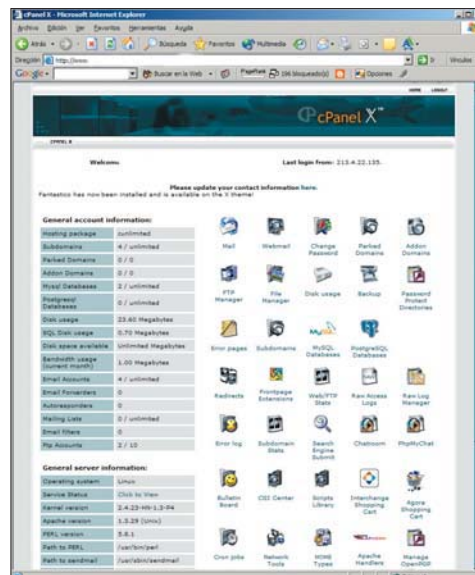 cPanel X - Microsoft Internet Explorer
Archivo Edición Ver Favoritos Herramientas Ayuda
Atrás Búsqueda Favoritos Multimedia
Dirección http://www. Ir Vínculos
Google Buscar en la Web PageRank 196 bloqueado(s) Opciones
HOME LOGOUT
cPanel X™
CPANEL X
Welcome Last login from: 213.4.22.135.
Please update your contact information here.
Fantastico has now been installed and is available on the X theme!
General account information:
Hosting package
Subdomains 4 / unlimited
Parked Domains 0 / 0
Addon Domains 0 / 0
Mysql Databases 2 / unlimited
Postgresql Databases 0 / unlimited
Disk usage 23.60 Megabytes
SQL Disk usage 0.70 Megabytes
Disk space available Unlimited Megabytes
Bandwidth usage (current month) 1.00 Megabytes
Email Accounts 4 / unlimited
Email Forwarders 0
Autoresponders 0
Mailing Lists 0 / unlimited
Email filters 0
Ftp Accounts 2 / 10
General server information:
Operating system Linux
Service Status Click to View
Kernel version
Apache version 1.3.29 (Unix)
PERL version 5.8.1
Path to PERL /usr/bin/perl
Path to sendmail /usr/sbin/sendmail
Mail Webmail Change Password Parked Domains Addon Domains
FTP Manager File Manager Disk usage Backup Password Protect Directories
Error pages Subdomains MySQL Databases PostgreSQL Databases
Redirects Frontpage Extensions Web/FTP Stats Raw Access Logs Raw Log Manager
Error log Subdomain Stats Search Engine Submit Chatroom PhpMyChat
Bulletin Board CGI Center Scripts Library Interchange Shopping Cart Agora Shopping Cart
Cron jobs Network Tools MIME Types Apache Handlers Manage OpenPGP